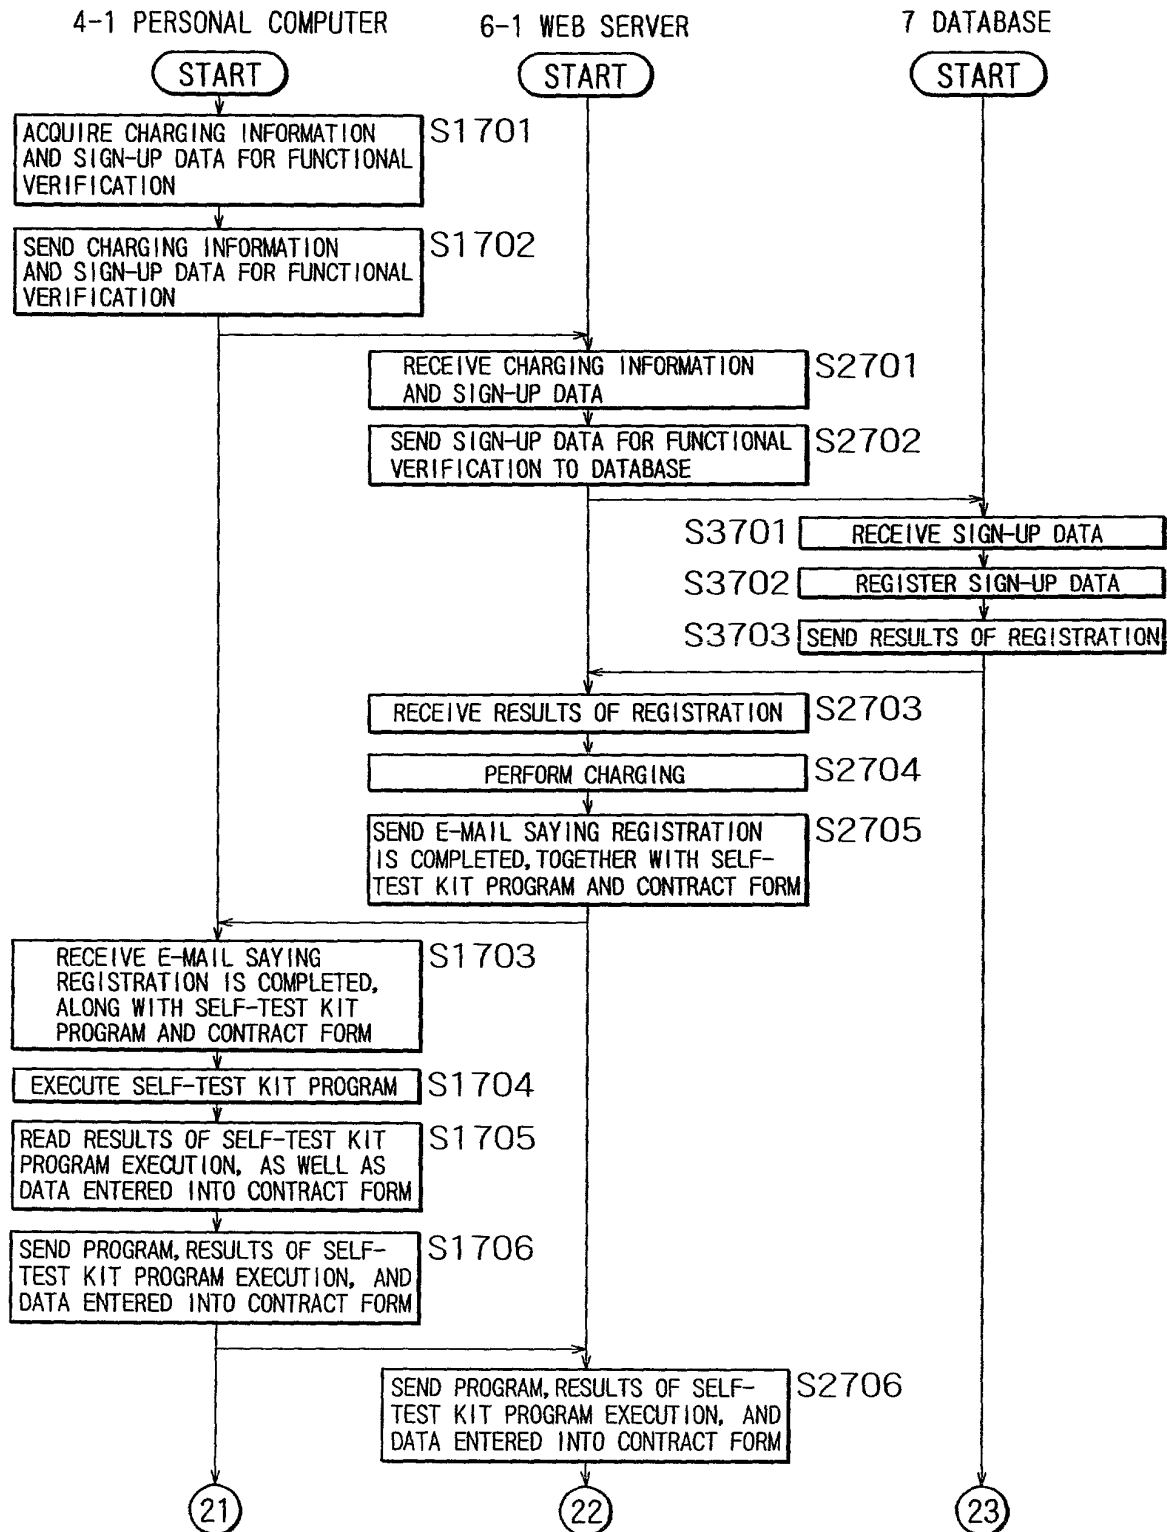 4-1 PERSONAL COMPUTER
6-1 WEB SERVER
7 DATABASE
START
START
START
ACQUIRE CHARGING INFORMATION
AND SIGN-UP DATA FOR FUNCTIONAL
VERIFICATION
S1701
SEND CHARGING INFORMATION
AND SIGN-UP DATA FOR FUNCTIONAL
VERIFICATION
S1702
RECEIVE CHARGING INFORMATION
AND SIGN-UP DATA
S2701
SEND SIGN-UP DATA FOR FUNCTIONAL
VERIFICATION TO DATABASE
S2702
S3701
RECEIVE SIGN-UP DATA
S3702
REGISTER SIGN-UP DATA
S3703
SEND RESULTS OF REGISTRATION
RECEIVE RESULTS OF REGISTRATION
S2703
PERFORM CHARGING
S2704
SEND E-MAIL SAYING REGISTRATION
IS COMPLETED, TOGETHER WITH SELF-
TEST KIT PROGRAM AND CONTRACT FORM
S2705
RECEIVE E-MAIL SAYING
REGISTRATION IS COMPLETED,
ALONG WITH SELF-TEST KIT
PROGRAM AND CONTRACT FORM
S1703
EXECUTE SELF-TEST KIT PROGRAM
S1704
READ RESULTS OF SELF-TEST KIT
PROGRAM EXECUTION, AS WELL AS
DATA ENTERED INTO CONTRACT FORM
S1705
SEND PROGRAM, RESULTS OF SELF-
TEST KIT PROGRAM EXECUTION, AND
DATA ENTERED INTO CONTRACT FORM
S1706
SEND PROGRAM, RESULTS OF SELF-
TEST KIT PROGRAM EXECUTION, AND
DATA ENTERED INTO CONTRACT FORM
S2706
21
22
23